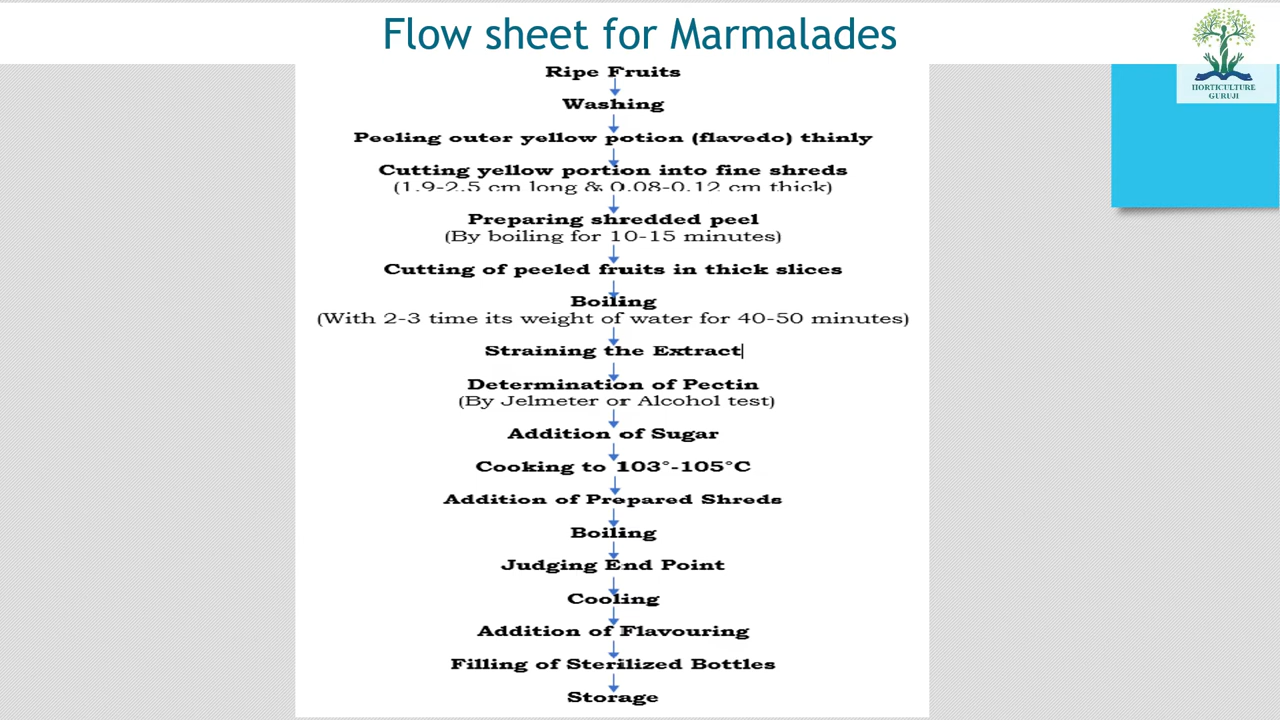 Flow sheet for Marmalades
HORTICULTURE
GURUJI
Ripe Fruits
Washing
Peeling outer yellow potion (flavedo) thinly
Cutting yellow portion into fine shreds
(1.9-2.5 cm long & 0.08-0.12 cm thick)
Preparing shredded peel
(By boiling for 10-15 minutes)
Cutting of peeled fruits in thick slices
Boiling
(With 2-3 time its weight of water for 40-50 minutes)
Straining the Extract
Determination of Pectin
(By Jelmeter or Alcohol test)
Addition of Sugar
Cooking to 103°-105°C
Addition of Prepared Shreds
Boiling
Judging End Point
Cooling
Addition of Flavouring
Filling of Sterilized Bottles
Storage